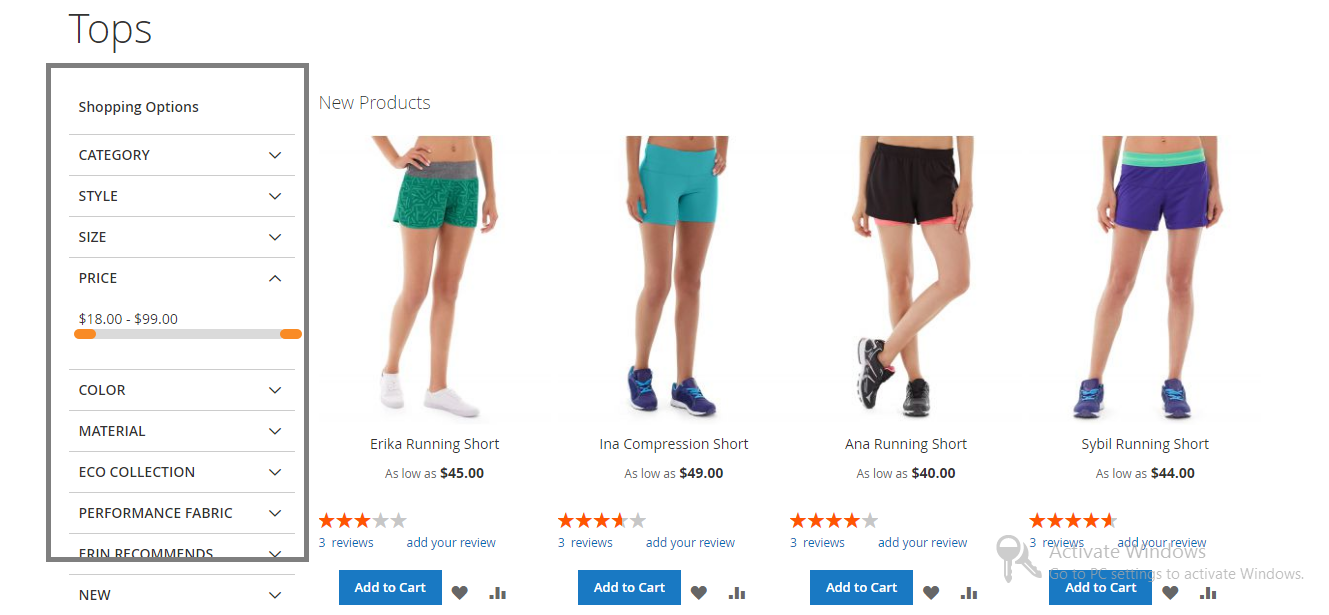 Tops
Shopping Options
CATEGORY
STYLE
SIZE
PRICE
$18.00 - $99.00
COLOR
MATERIAL
ECO COLLECTION
PERFORMANCE FABRIC
ERIN RECOMMENDS
NEW
New Products
Erika Running Short
As low as $45.00
3 reviews add your review
Add to Cart
Ina Compression Short
As low as $49.00
3 reviews add your review
Add to Cart
Ana Running Short
As low as $40.00
3 reviews add your review
Add to Cart
Sybil Running Short
As low as $44.00
3 reviews add your review
Add to Cart
Activate Windows
Go to PC settings to activate Windows.